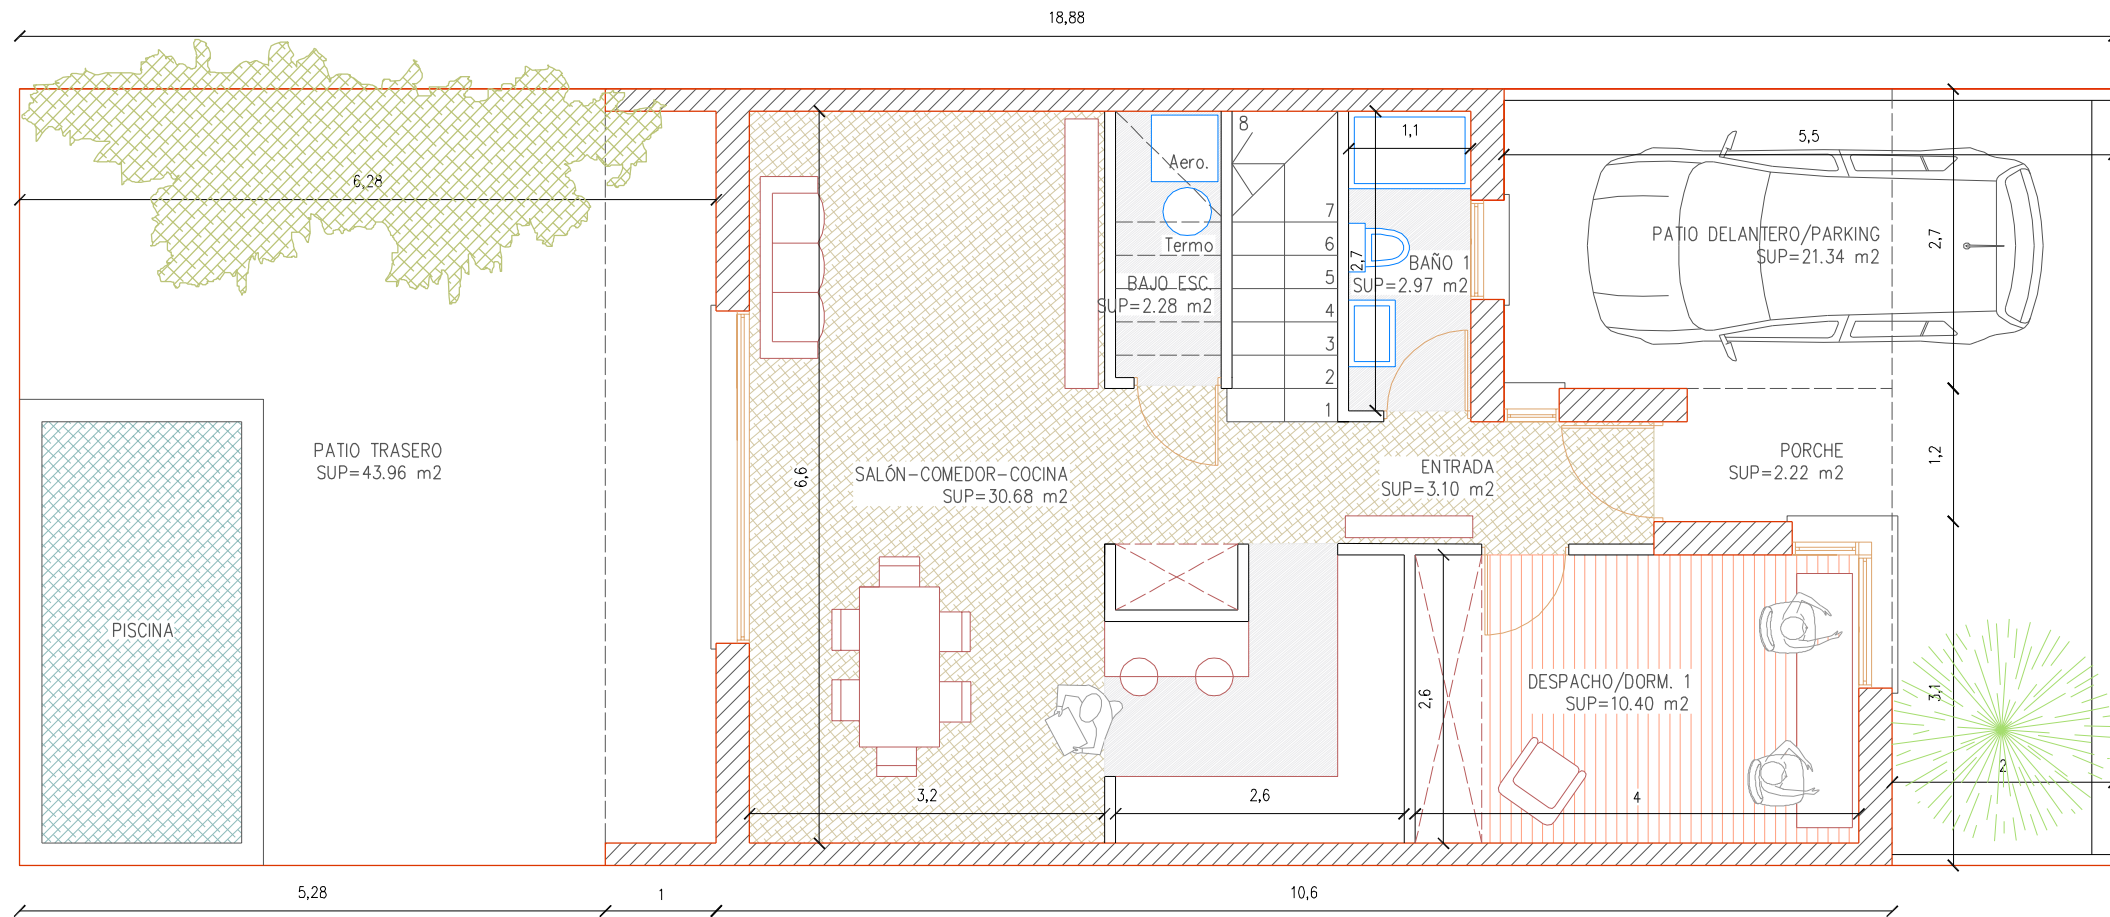 18,88
8
1,1
5,5
Aero.
6,28
7
PATIO DELANTERO/PARKING
SUP=21.34 m2
2,7
Termo
6
2,7
BAÑO 1
SUP=2.97 m2
5
BAJO ESC.
SUP=2.28 m2
4
3
2
1
PATIO TRASERO
SUP=43.96 m2
6,6
SALÓN-COMEDOR-COCINA
SUP=30.68 m2
ENTRADA
SUP=3.10 m2
PORCHE
SUP=2.22 m2
1,2
PISCINA
DESPACHO/DORM. 1
SUP=10.40 m2
2,6
3,1
3,2
2,6
4
2
5,28
1
10,6